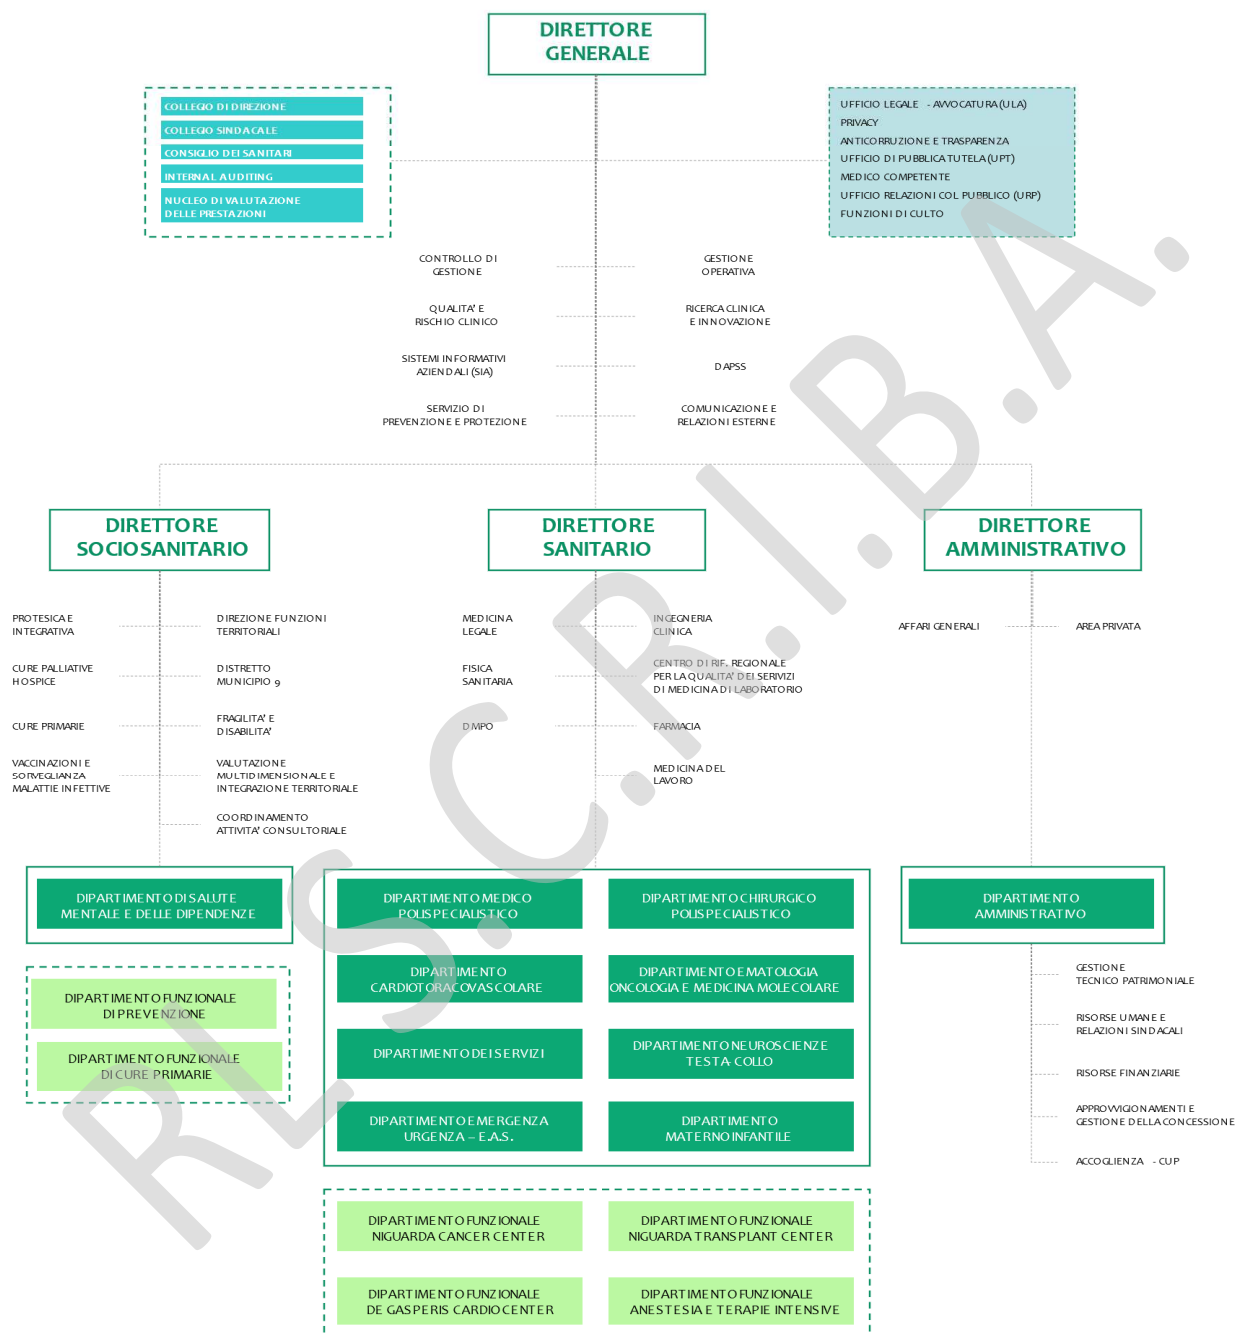 DIRETTORE
GENERALE
COLLEGIO DI DIREZIONE
COLLEGIO SINDACALE
CONSIGLIO DEI SANITARI
INTERNAL AUDITING
NUCLEO DI VALUTAZIONE
DELLE PRESTAZIONI
UFFICIO LEGALE - AVVOCATURA (ULA)
PRIVACY
ANTICORRUZIONE E TRASPARENZA
UFFICIO DI PUBBLICA TUTELA (UPT)
MEDICO COMPETENTE
UFFICIO RELAZIONI COL PUBBLICO (URP)
FUNZIONI DI CULTO
CONTROLLO DI
GESTIONE
GESTIONE
OPERATIVA
QUALITA' E
RISCHIO CLINICO
RICERCA CLINICA
E INNOVAZIONE
SISTEMI INFORMATIVI
AZIENDALI (SIA)
DAPSS
SERVIZIO DI
PREVENZIONE E PROTEZIONE
COMUNICAZIONE E
RELAZIONI ESTERNE
DIRETTORE
SOCIOSANITARIO
DIRETTORE
SANITARIO
DIRETTORE
AMMINISTRATIVO
PROTESICA E
INTEGRATIVA
DIREZIONE FUNZIONI
TERRITORIALI
CURE PALLIATIVE
HOSPICE
DISTRETTO
MUNICIPIO 9
CURE PRIMARIE
FRAGILITA' E
DISABILITA'
VACCINAZIONI E
SORVEGLIANZA
MALATTIE INFETTIVE
VALUTAZIONE
MULTIDIMENSIONALE E
INTEGRAZIONE TERRITORIALE
COORDINAMENTO
ATTIVITA' CONSULTORIALE
MEDICINA
LEGALE
INGEGNERIA
CLINICA
FISICA
SANITARIA
CENTRO DI RIF. REGIONALE
PER LA QUALITA' DEI SERIVIZI
DI MEDICINA DI LABORATORIO
DMPO
FARMACIA
MEDICINA DEL
LAVORO
AFFARI GENERALI
AREA PRIVATA
DIPARTIMENTO DI SALUTE
MENTALE E DELLE DIPENDENZE
DIPARTIMENTO FUNZIONALE
DI PREVENZIONE
DIPARTIMENTO FUNZIONALE
DI CURE PRIMARIE
DIPARTIMENTO MEDICO
POLISPECIALISTICO
DIPARTIMENTO CHIRURGICO
POLISPECIALISTICO
DIPARTIMENTO
CARDIOTORACOVASCOLARE
DIPARTIMENTO EMATOLOGIA
ONCOLOGIA E MEDICINA MOLECOLARE
DIPARTIMENTO DEI SERVIZI
DIPARTIMENTO NEUROSCIENZE
TESTA-COLLO
DIPARTIMENTO EMERGENZA
URGENZA – E.A.S.
DIPARTIMENTO
MATERNOINFANTILE
DIPARTIMENTO FUNZIONALE
NIGUARDA CANCER CENTER
DIPARTIMENTO FUNZIONALE
NIGUARDA TRANSPLANT CENTER
DIPARTIMENTO FUNZIONALE
DE GASPERIS CARDIO CENTER
DIPARTIMENTO FUNZIONALE
ANESTESIA E TERAPIE INTENSIVE
DIPARTIMENTO
AMMINISTRATIVO
GESTIONE
TECNICO PATRIMONIALE
RISORSE UMANE E
RELAZIONI SINDACALI
RISORSE FINANZIARIE
APPROVVIGIONAMENTI E
GESTIONE DELLA CONCESSIONE
ACCOGLIENZA - CUP
RLS.C.R.I.B.A.